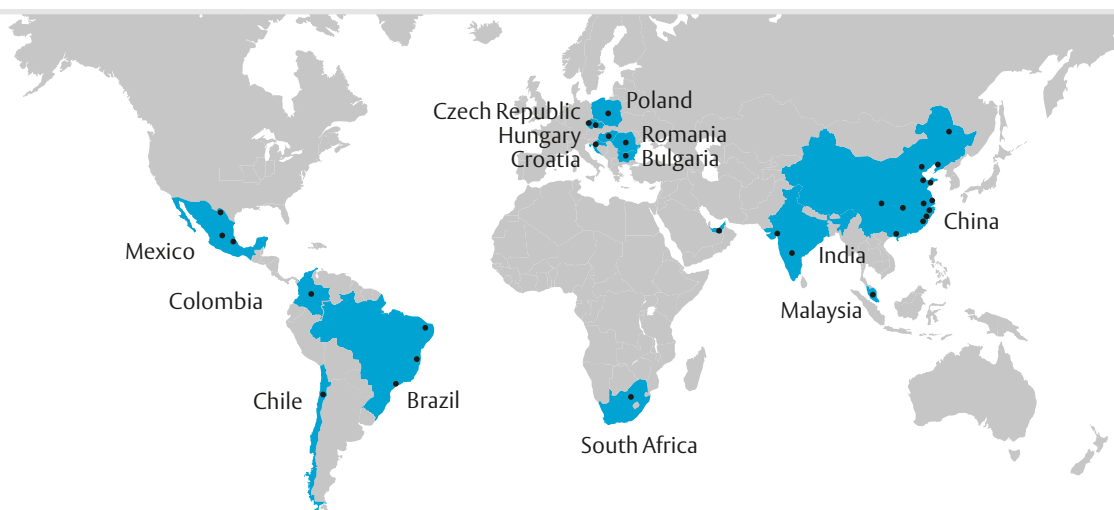 Czech Republic
Poland
Hungary
Romania
Croatia
Bulgaria
China
Mexico
India
Colombia
Malaysia
Chile
Brazil
South Africa